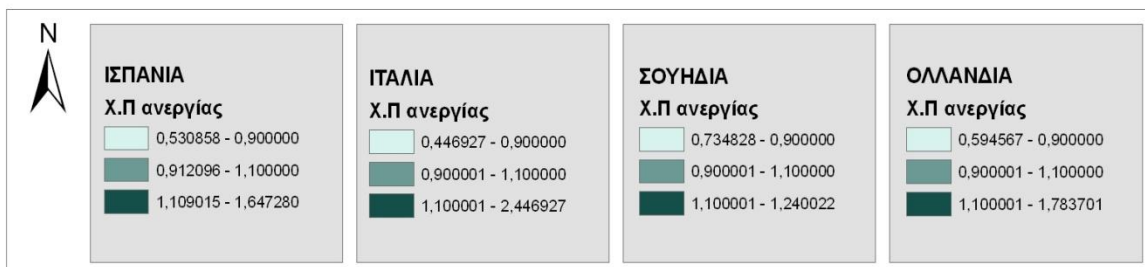 N
ΙΣΠΑΝΙΑ
Χ.Π ανεργίας
0,530858 - 0,900000
0,912096 - 1,100000
1,109015 - 1,647280
ΙΤΑΛΙΑ
Χ.Π ανεργίας
0,446927 - 0,900000
0,900001 - 1,100000
1,100001 - 2,446927
ΣΟΥΗΔΙΑ
Χ.Π ανεργίας
0,734828 - 0,900000
0,900001 - 1,100000
1,100001 - 1,240022
ΟΛΛΑΝΔΙΑ
Χ.Π ανεργίας
0,594567 - 0,900000
0,900001 - 1,100000
1,100001 - 1,783701